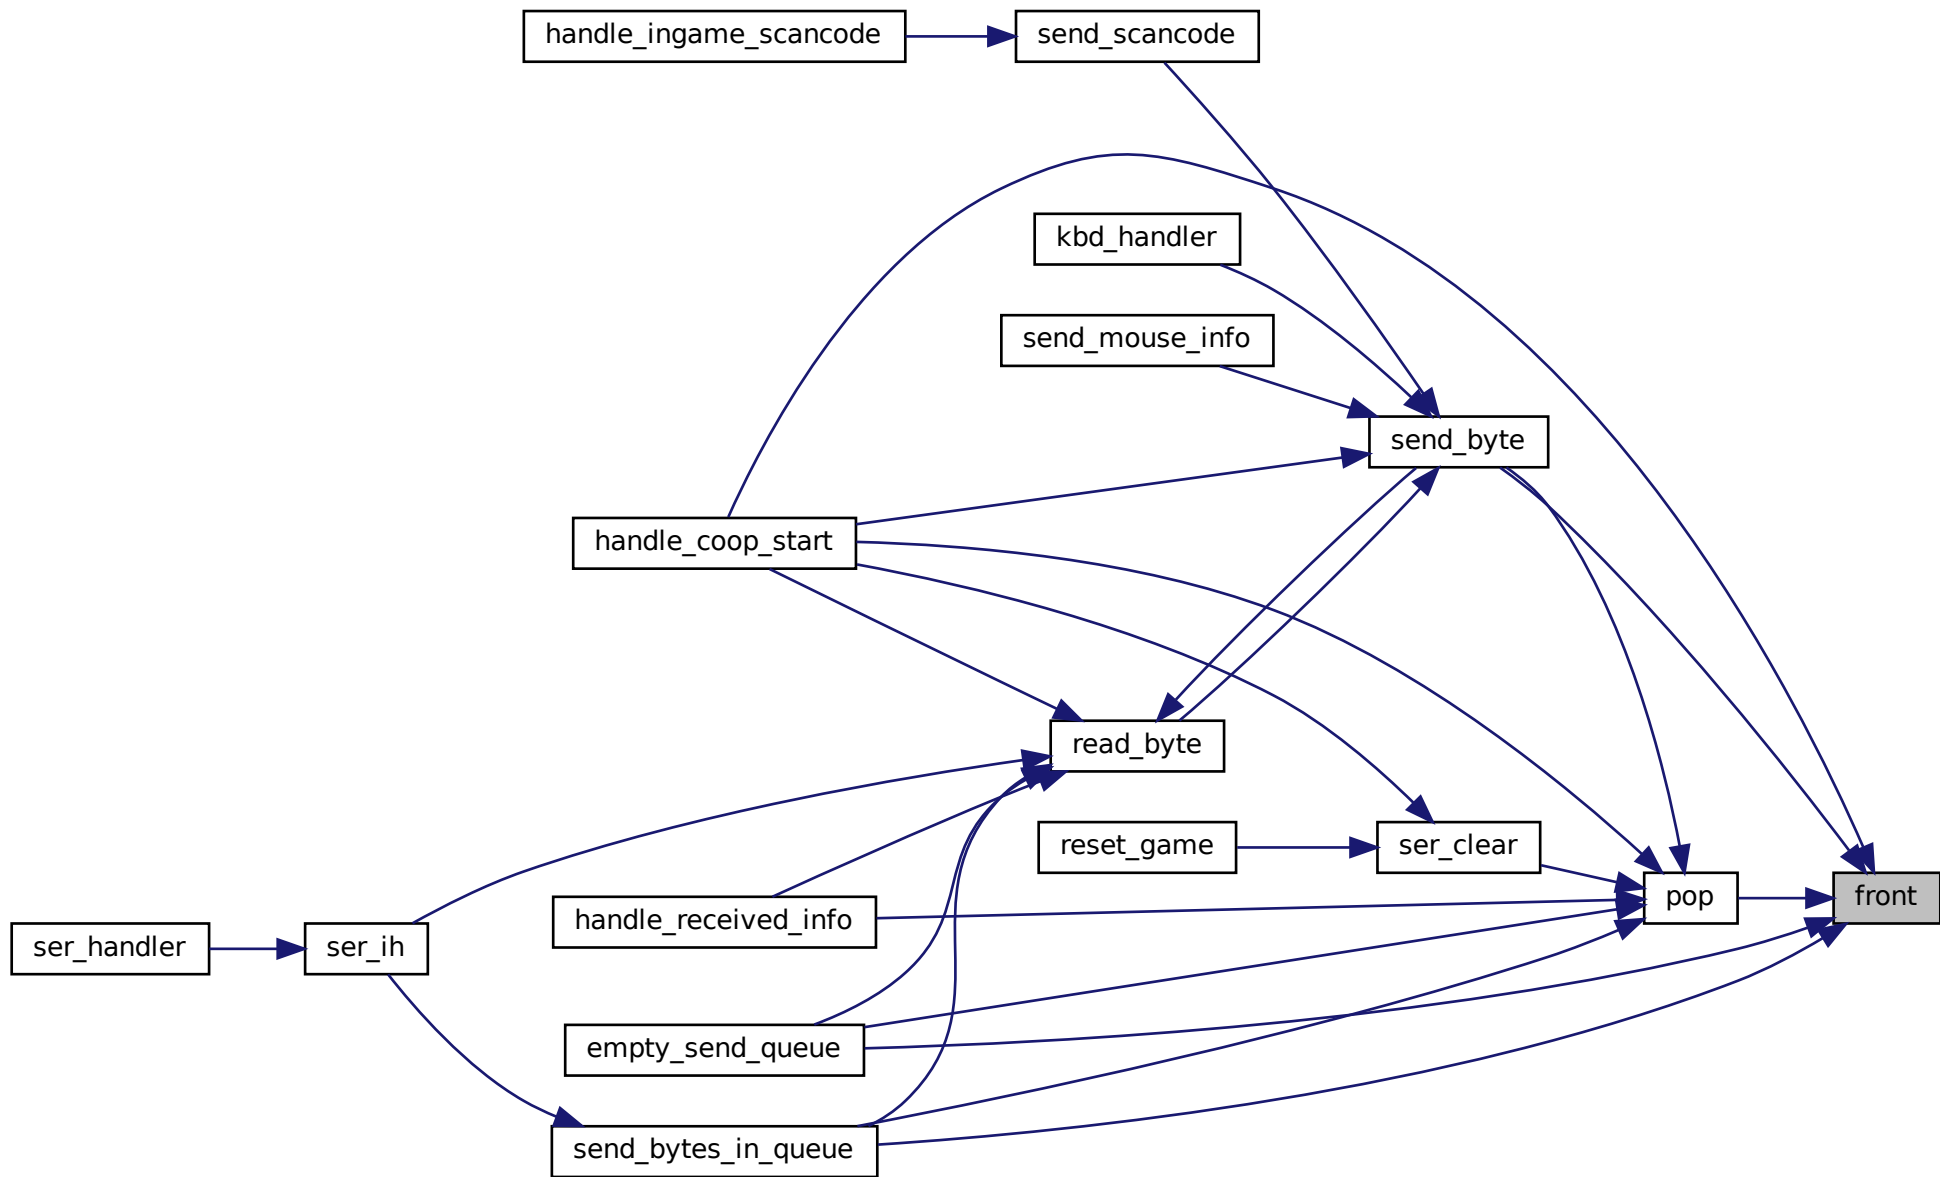 handle_ingame_scancode
send_scancode
kbd_handler
send_mouse_info
send_byte
handle_coop_start
read_byte
reset_game
ser_clear
pop
front
handle_received_info
ser_handler
ser_ih
empty_send_queue
send_bytes_in_queue